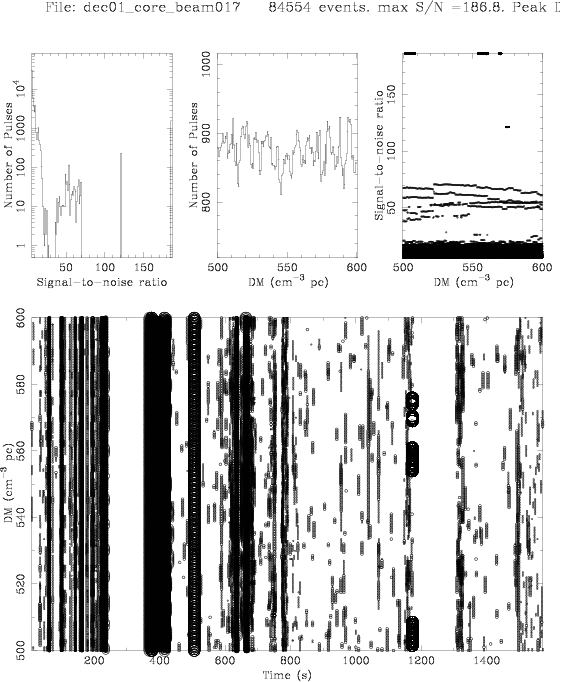 File: dec01_core_beam017 84554 events. max S/N =186.8. Peak
Number of Pulses
10⁴
1000
100
10
1
50 100 150
Signal-to-noise ratio
Number of Pulses
1000
900
800
500 550 600
DM (cm⁻³ pc)
Signal-to-noise ratio
150
100
50
500 550 600
DM (cm⁻³ pc)
DM (cm⁻³ pc)
600
580
560
540
520
500
200 400 600 800 1000 1200 1400
Time (s)